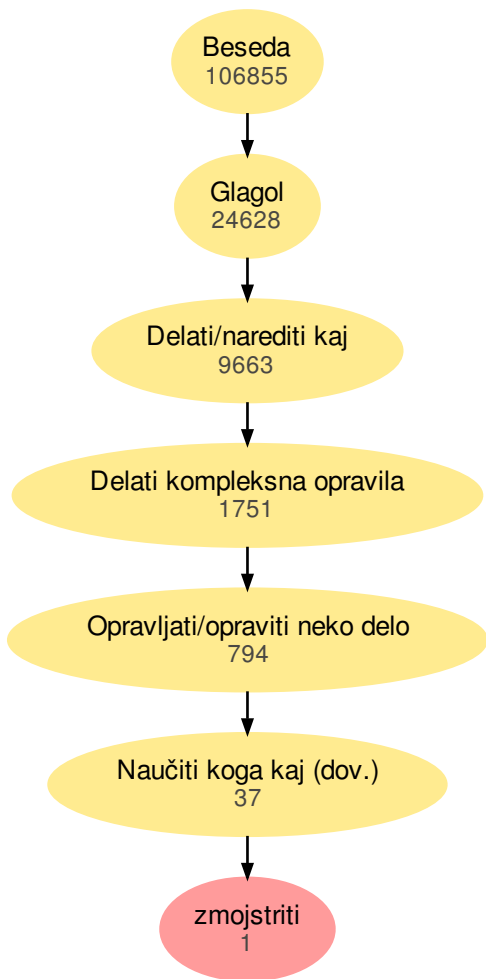 Beseda
106855
Glagol
24628
Delati/narediti kaj
9663
Delati kompleksna opravila
1751
Opravljati/opraviti neko delo
794
Naučiti koga kaj (dov.)
37
zmojstriti
1